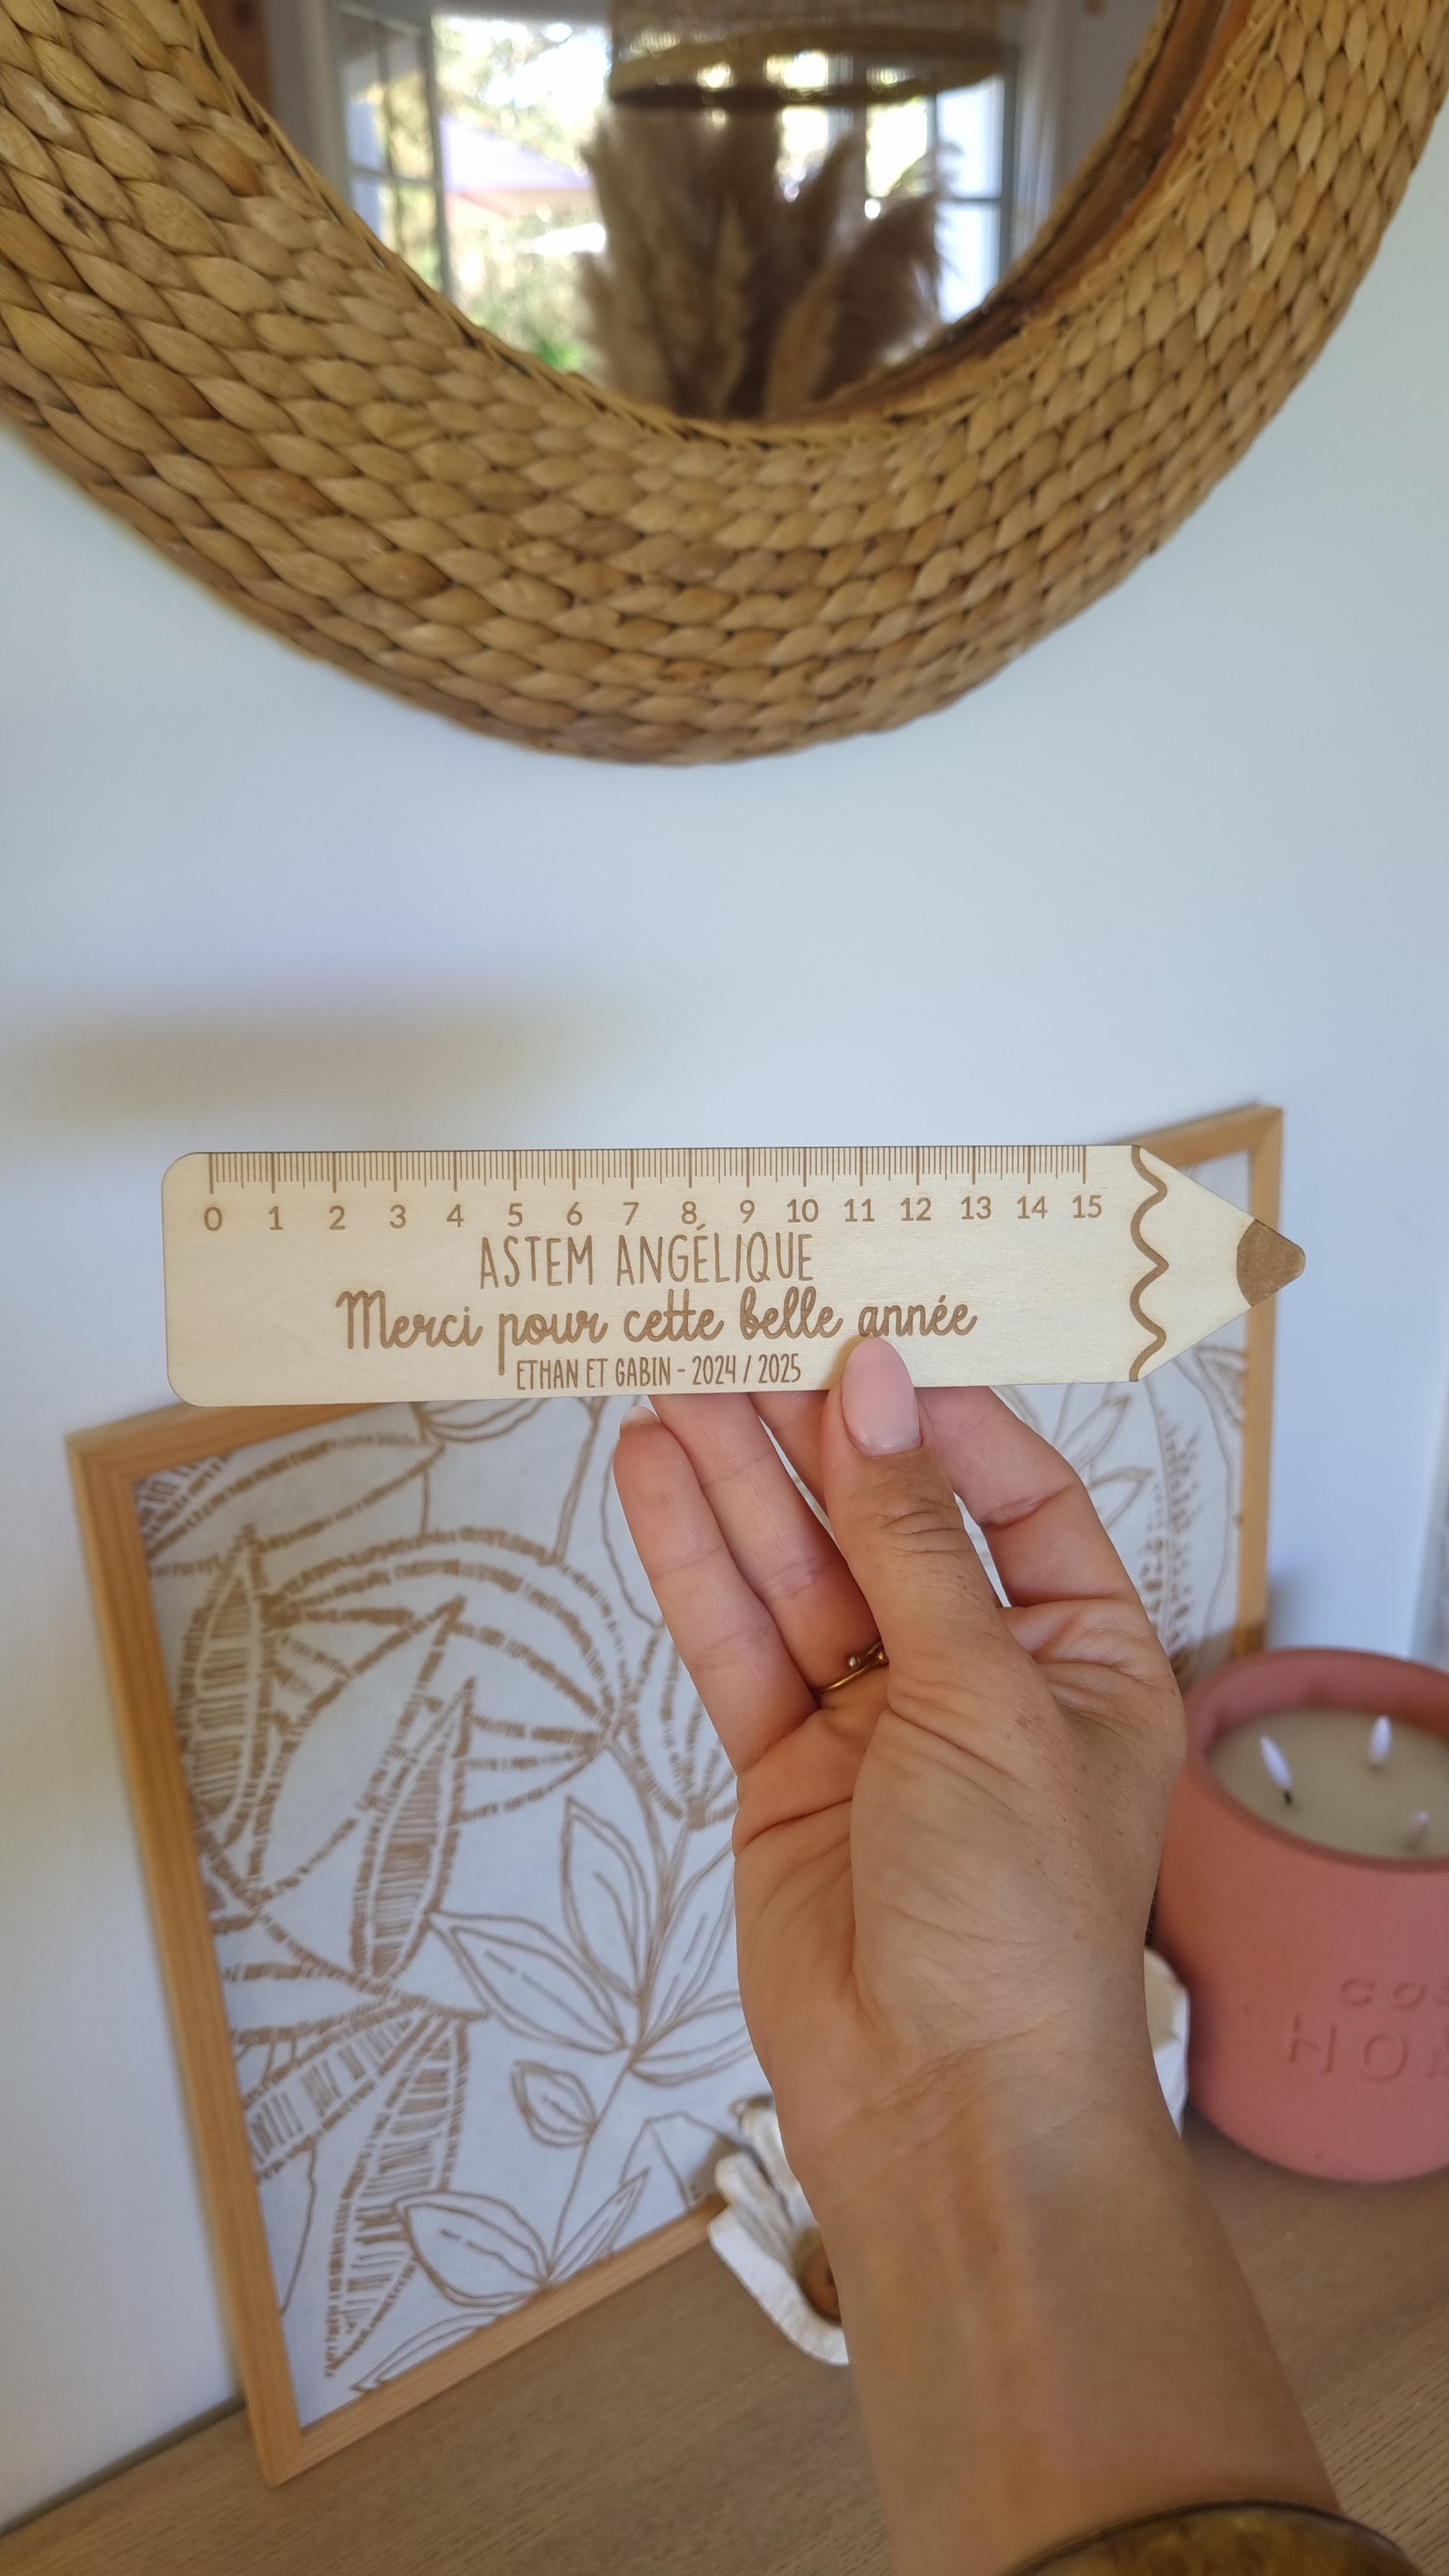 0 1 2 3 4 5 6 7 8 9 10 11 12 13 14 15
ASTEM ANGÉLIQUE
Merci pour cette belle année
ETHAN ET GABIN - 2024 / 2025